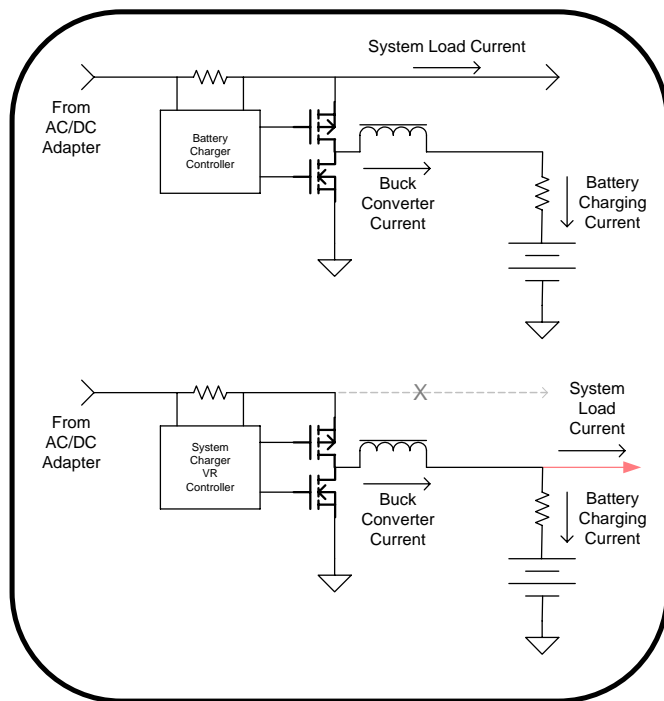 System Load Current
From
AC/DC
Adapter
Battery
Charger
Controller
Buck
Converter
Current
Battery
Charging
Current
From
AC/DC
Adapter
System
Charger
VR
Controller
X
System
Load
Current
Buck
Converter
Current
Battery
Charging
Current